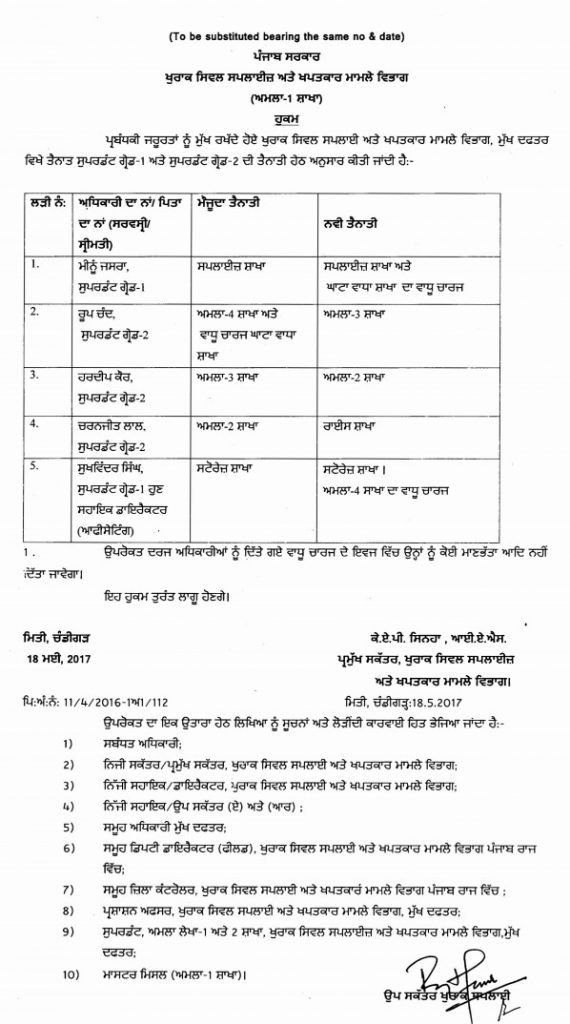 (To be substituted bearing the same no & date)
ਪੰਜਾਬ ਸਰਕਾਰ
ਖੁਰਾਕ ਸਿਵਲ ਸਪਲਾਈਜ਼ ਅਤੇ ਖਪਤਕਾਰ ਮਾਮਲੇ ਵਿਭਾਗ
(ਅਮਲਾ-1 ਸ਼ਾਖਾ)
ਹੁਕਮ
ਪ੍ਰਬੰਧਕੀ ਜਰੂਰਤਾਂ ਨੂੰ ਮੁੱਖ ਰਖੱਦੇ ਹੋਏ ਖੁਰਾਕ ਸਿਵਲ ਸਪਲਾਈ ਅਤੇ ਖਪਤਕਾਰ ਮਾਮਲੇ ਵਿਭਾਗ, ਮੁੱਖ ਦਫਤਰ
ਵਿਖੇ ਤੈਨਾਤ ਸੁਪਰਡੰਟ ਗ੍ਰੇਡ-1 ਅਤੇ ਸੁਪਰਡੰਟ ਗ੍ਰੇਡ-2 ਦੀ ਤੈਨਾਤੀ ਹੇਠ ਅਨੁਸਾਰ ਕੀਤੀ ਜਾਂਦੀ ਹੈ:-
ਲੜੀ ਨੰ: ਅਧਿਕਾਰੀ ਦਾ ਨਾਂ/ ਪਿਤਾ ਦਾ ਨਾਂ (ਸਰਵਸ਼੍ਰੀ/ ਸ਼੍ਰੀਮਤੀ) ਮੌਜੂਦਾ ਤੈਨਾਤੀ ਨਵੀ ਤੈਨਾਤੀ
1. ਮੀਨੂੰ ਜਸਰਾ, ਸਪਲਾਈਜ਼ ਸ਼ਾਖਾ ਸਪਲਾਈਜ਼ ਸ਼ਾਖਾ ਅਤੇ
ਸੁਪਰਡੰਟ ਗ੍ਰੇਡ-1 ਘਾਟਾ ਵਾਧਾ ਸ਼ਾਖਾ ਦਾ ਵਾਧੂ ਚਾਰਜ
2. ਰੂਪ ਚੰਦ, ਅਮਲਾ-4 ਸ਼ਾਖਾ ਅਤੇ ਅਮਲਾ-3 ਸ਼ਾਖਾ
ਸੁਪਰਡੰਟ ਗ੍ਰੇਡ-2 ਵਾਧੂ ਚਾਰਜ ਘਾਟਾ ਵਾਧਾ
ਸ਼ਾਖਾ
3. ਹਰਦੀਪ ਕੌਰ, ਅਮਲਾ-3 ਸ਼ਾਖਾ ਅਮਲਾ-2 ਸ਼ਾਖਾ
ਸੁਪਰਡੰਟ ਗ੍ਰੇਡ-2
4. ਚਰਨਜੀਤ ਲਾਲ, ਅਮਲਾ-2 ਸ਼ਾਖਾ ਰਾਈਸ ਸ਼ਾਖਾ
ਸੁਪਰਡੰਟ ਗ੍ਰੇਡ-2
5. ਸੁਖਵਿੰਦਰ ਸਿੰਘ, ਸਟੋਰੇਜ਼ ਸ਼ਾਖਾ ਸਟੋਰੇਜ਼ ਸ਼ਾਖਾ ।
ਸੁਪਰਡੰਟ ਗ੍ਰੇਡ-1 ਹੁਣ ਅਮਲਾ-4 ਸਾਖਾ ਦਾ ਵਾਧੂ ਚਾਰਜ
ਸਹਾਇਕ ਡਾਇਰੈਕਟਰ
(ਆਫੀਸੇਟਿੰਗ)
1 . ਉਪਰੋਕਤ ਦਰਜ ਅਧਿਕਾਰੀਆਂ ਨੂੰ ਦਿੱਤੇ ਗਏ ਵਾਧੂ ਚਾਰਜ ਦੇ ਇਵਜ ਵਿੱਚ ਉਨ੍ਹਾਂ ਨੂੰ ਕੋਈ ਮਾਣਭੱਤਾ ਆਦਿ ਨਹੀਂ
ਦਿੱਤਾ ਜਾਵੇਗਾ।
ਇਹ ਹੁਕਮ ਤੁਰੰਤ ਲਾਗੂ ਹੋਣਗੇ।
ਮਿਤੀ, ਚੰਡੀਗੜ੍ਹ ਕੇ.ਏ.ਪੀ. ਸਿਨਹਾ , ਆਈ.ਏ.ਐਸ.
18 ਮਈ, 2017 ਪ੍ਰਮੁੱਖ ਸਕੱਤਰ, ਖੁਰਾਕ ਸਿਵਲ ਸਪਲਾਈਜ਼
ਅਤੇ ਖਪਤਕਾਰ ਮਾਮਲੇ ਵਿਭਾਗ।
ਪਿ:ਅੰ:ਨੰ: 11/4/2016-1ਅ1/112 ਮਿਤੀ, ਚੰਡੀਗੜ੍ਹ:18.5.2017
ਉਪਰੋਕਤ ਦਾ ਇਕ ਉਤਾਰਾ ਹੇਠ ਲਿਖਿਆ ਨੂੰ ਸੂਚਨਾਂ ਅਤੇ ਲੋੜੀਂਦੀ ਕਾਰਵਾਈ ਹਿਤ ਭੇਜਿਆ ਜਾਂਦਾ ਹੈ:-
1) ਸਬੰਧਤ ਅਧਿਕਾਰੀ;
2) ਨਿਜੀ ਸਕੱਤਰ/ਪ੍ਰਮੁੱਖ ਸਕੱਤਰ, ਖੁਰਾਕ ਸਿਵਲ ਸਪਲਾਈ ਅਤੇ ਖਪਤਕਾਰ ਮਾਮਲੇ ਵਿਭਾਗ;
3) ਨਿੱਜੀ ਸਹਾਇਕ/ਡਾਇਰੈਕਟਰ, ਖੁਰਾਕ ਸਿਵਲ ਸਪਲਾਈ ਅਤੇ ਖਪਤਕਾਰ ਮਾਮਲੇ ਵਿਭਾਗ;
4) ਨਿੱਜੀ ਸਹਾਇਕ/ਉਪ ਸਕੱਤਰ (ਏ) ਅਤੇ (ਆਰ) ;
5) ਸਮੂਹ ਅਧਿਕਾਰੀ ਮੁੱਖ ਦਫਤਰ;
6) ਸਮੂਹ ਡਿਪਟੀ ਡਾਇਰੈਕਟਰ (ਫੀਲਡ), ਖੁਰਾਕ ਸਿਵਲ ਸਪਲਾਈ ਅਤੇ ਖਪਤਕਾਰ ਮਾਮਲੇ ਵਿਭਾਗ ਪੰਜਾਬ ਰਾਜ
ਵਿੱਚ;
7) ਸਮੂਹ ਜ਼ਿਲਾ ਕੰਟਰੋਲਰ, ਖੁਰਾਕ ਸਿਵਲ ਸਪਲਾਈ ਅਤੇ ਖਪਤਕਾਰ ਮਾਮਲੇ ਵਿਭਾਗ ਪੰਜਾਬ ਰਾਜ ਵਿੱਚ ;
8) ਪ੍ਰਸ਼ਾਸ਼ਨ ਅਫਸਰ, ਖੁਰਾਕ ਸਿਵਲ ਸਪਲਾਈ ਅਤੇ ਖਪਤਕਾਰ ਮਾਮਲੇ ਵਿਭਾਗ, ਮੁੱਖ ਦਫਤਰ;
9) ਸੁਪਰਡੰਟ, ਅਮਲਾ ਲੇਖਾ-1 ਅਤੇ 2 ਸ਼ਾਖਾ, ਖੁਰਾਕ ਸਿਵਲ ਸਪਲਾਈਜ਼ ਅਤੇ ਖਪਤਕਾਰ ਮਾਮਲੇ ਵਿਭਾਗ,ਮੁੱਖ
ਦਫਤਰ;
10) ਮਾਸਟਰ ਮਿਸਲ (ਅਮਲਾ-1 ਸ਼ਾਖਾ)।
ਉਪ ਸਕੱਤਰ ਖੁਰਾਕ ਸਪਲਾਈ